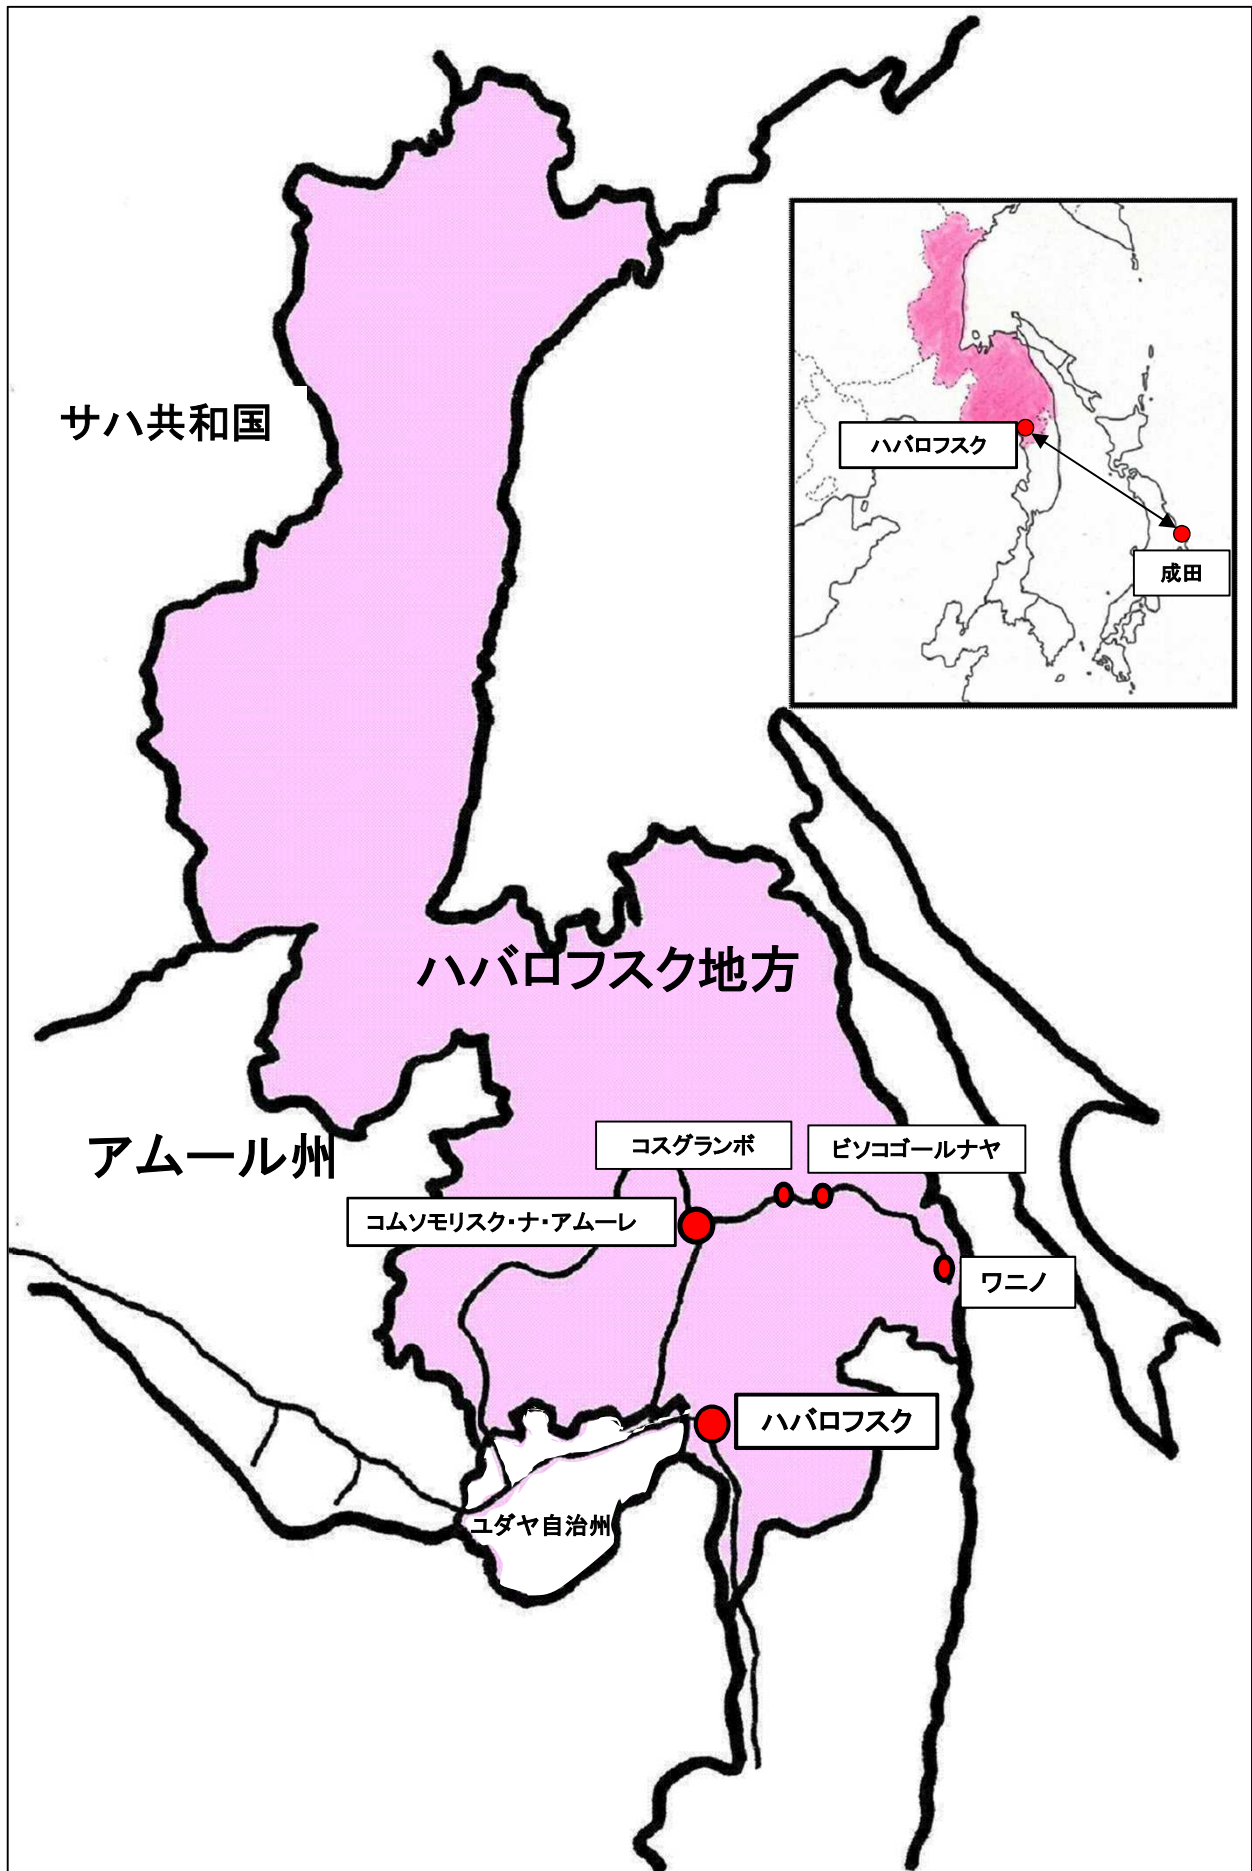 サハ共和国
ハバロフスク
成田
ハバロフスク地方
アムール州
コスグランボ
ビソコゴールナヤ
コムソモリスク・ナ・アムーレ
ワニノ
ハバロフスク
ユダヤ自治州